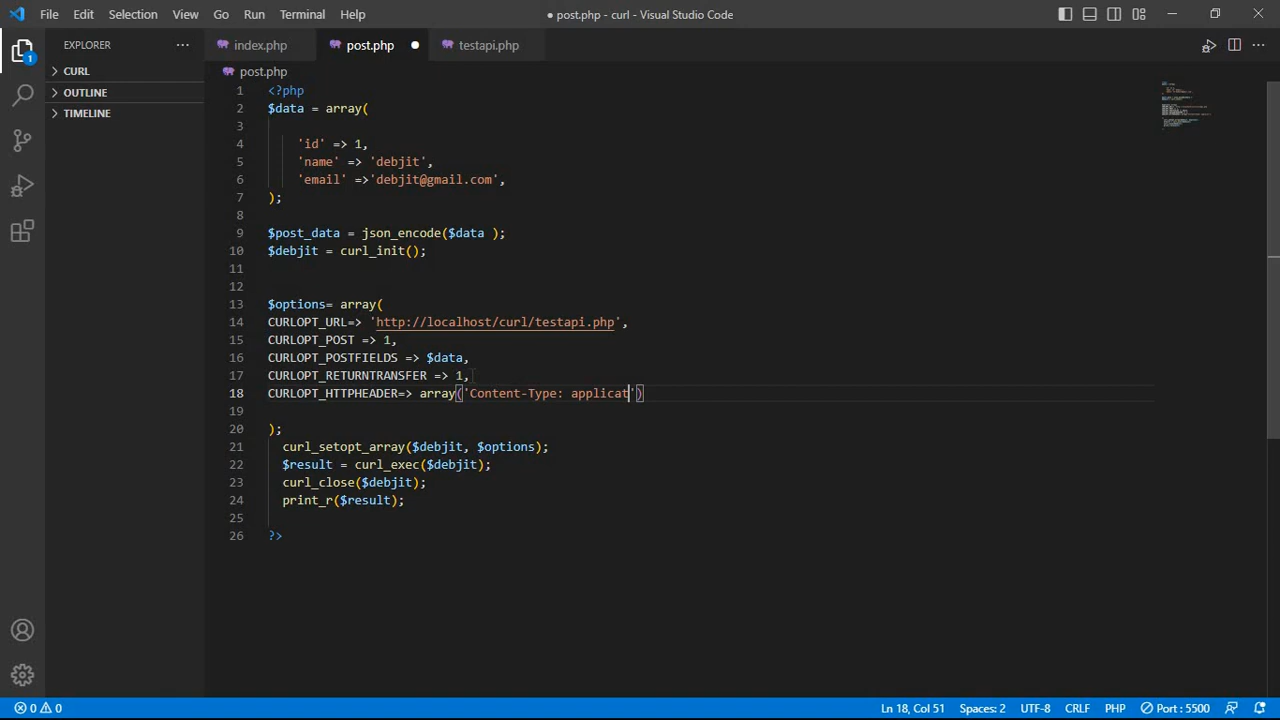 File Edit Selection View Go Run Terminal Help
● post.php - curl - Visual Studio Code
EXPLORER
index.php
post.php
testapi.php
CURL
OUTLINE
TIMELINE
1
post.php
1 <?php
2 $data = array(
3
4 'id' => 1,
5 'name' => 'debjit',
6 'email' =>'debjit@gmail.com',
7 );
8
9 $post_data = json_encode($data );
10 $debjit = curl_init();
11
12
13 $options= array(
14 CURLOPT_URL=> 'http://localhost/curl/testapi.php',
15 CURLOPT_POST => 1,
16 CURLOPT_POSTFIELDS => $data,
17 CURLOPT_RETURNTRANSFER => 1,
18 CURLOPT_HTTPHEADER=> array('Content-Type: applicat')
19
20 );
21 curl_setopt_array($debjit, $options);
22 $result = curl_exec($debjit);
23 curl_close($debjit);
24 print_r($result);
25
26 ?>
0 0
Ln 18, Col 51 Spaces: 2 UTF-8 CRLF PHP Port : 5500